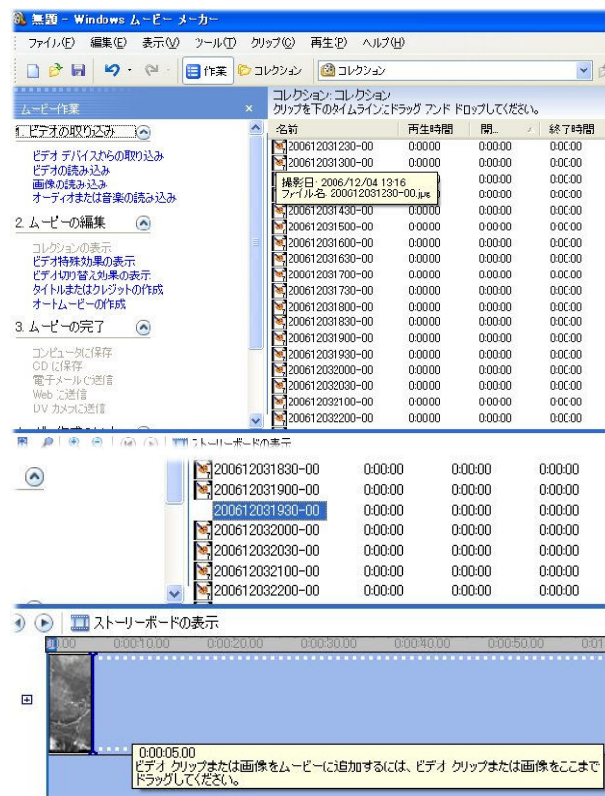 無題 - Windows ムービー メーカー
ファイル(F) 編集(E) 表示(V) ツール(T) クリップ(C) 再生(P) ヘルプ(H)
作業 コレクション コレクション
ムービー作業 ×
コレクション: コレクション
クリップを下のタイムラインにドラッグ アンド ドロップしてください。
名前 再生時間 開... 終了時間
1. ビデオの取り込み
ビデオ デバイスからの取り込み
ビデオの読み込み
画像の読み込み
オーディオまたは音楽の読み込み
2. ムービーの編集
コレクションの表示
ビデオ特殊効果の表示
ビデオ切り替え効果の表示
タイトルまたはクレジットの作成
オートムービーの作成
3. ムービーの完了
コンピュータに保存
CD に保存
電子メールで送信
Web に送信
DV カメラに送信
200612031230-00 0:00:00 0:00:00 0:00:00
200612031300-00 0:00:00 0:00:00 0:00:00
撮影日: 2006/12/04 13:16
ファイル名: 200612031230-00.jpg
0:00:00 0:00:00
0:00:00 0:00:00
200612031430-00 0:00:00 0:00:00 0:00:00
200612031500-00 0:00:00 0:00:00 0:00:00
200612031600-00 0:00:00 0:00:00 0:00:00
200612031630-00 0:00:00 0:00:00 0:00:00
200612031700-00 0:00:00 0:00:00 0:00:00
200612031730-00 0:00:00 0:00:00 0:00:00
200612031800-00 0:00:00 0:00:00 0:00:00
200612031830-00 0:00:00 0:00:00 0:00:00
200612031900-00 0:00:00 0:00:00 0:00:00
200612031930-00 0:00:00 0:00:00 0:00:00
200612032000-00 0:00:00 0:00:00 0:00:00
200612032030-00 0:00:00 0:00:00 0:00:00
200612032100-00 0:00:00 0:00:00 0:00:00
200612032200-00 0:00:00 0:00:00 0:00:00
ストーリーボードの表示
200612031830-00 0:00:00 0:00:00 0:00:00
200612031900-00 0:00:00 0:00:00 0:00:00
200612031930-00 0:00:00 0:00:00 0:00:00
200612032000-00 0:00:00 0:00:00 0:00:00
200612032030-00 0:00:00 0:00:00 0:00:00
200612032100-00 0:00:00 0:00:00 0:00:00
200612032200-00 0:00:00 0:00:00 0:00:00
ストーリーボードの表示
0:00:10.00 0:00:20.00 0:00:30.00 0:00:40.00 0:00:50.00
0:00:05.00
ビデオ クリップまたは画像をムービーに追加するには、ビデオ クリップまたは画像をここまで
ドラッグしてください。